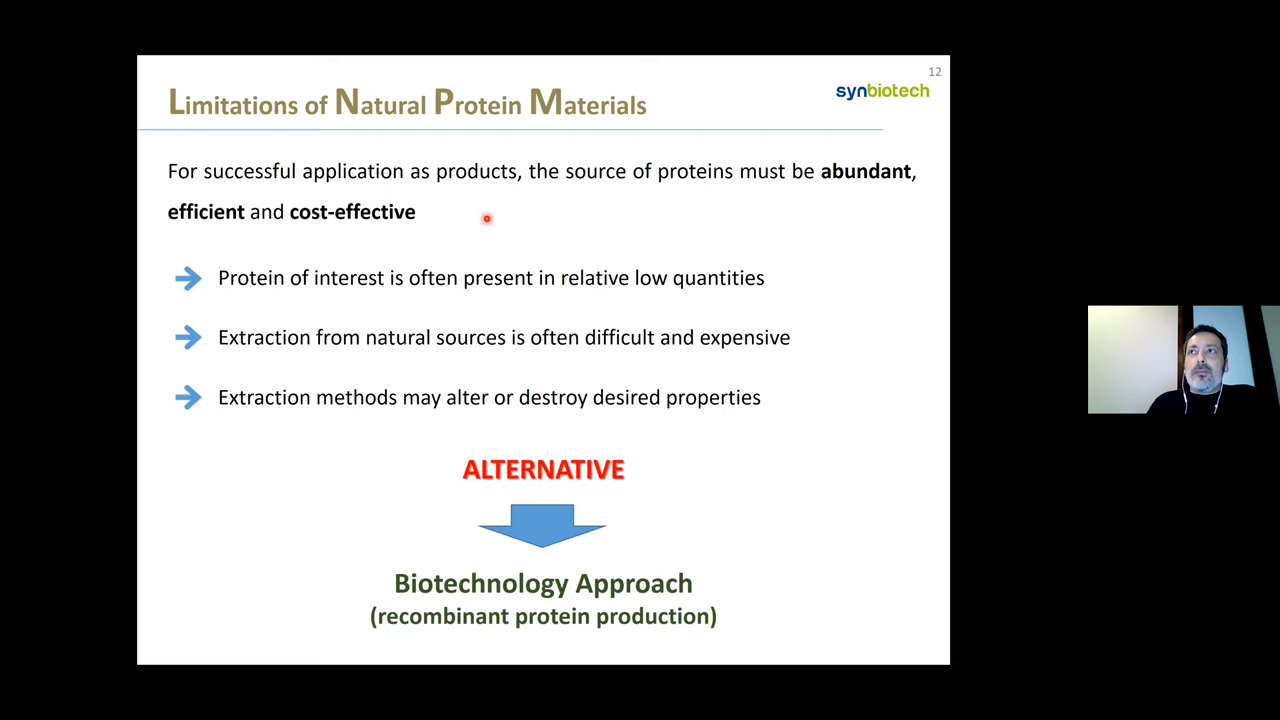 12
synbiotech
Limitations of Natural Protein Materials
For successful application as products, the source of proteins must be abundant,
efficient and cost-effective
Protein of interest is often present in relative low quantities
Extraction from natural sources is often difficult and expensive
Extraction methods may alter or destroy desired properties
ALTERNATIVE
Biotechnology Approach
(recombinant protein production)